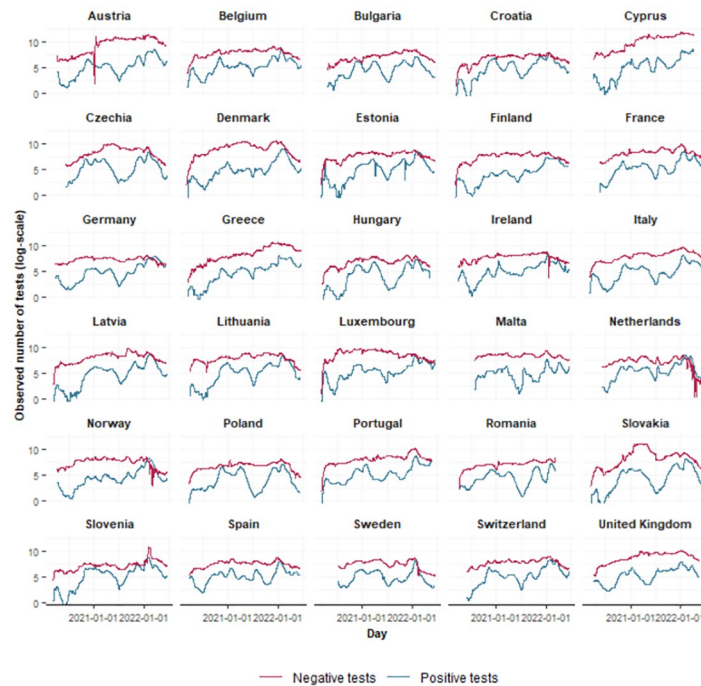 Austria Belgium Bulgaria Croatia Cyprus
10
5
0
Czechia Denmark Estonia Finland France
10
5
0
Germany Greece Hungary Ireland Italy
10
5
0
Latvia Lithuania Luxembourg Malta Netherlands
10
5
0
Norway Poland Portugal Romania Slovakia
10
5
0
Slovenia Spain Sweden Switzerland United Kingdom
10
5
0
Observed number of tests (log-scale)
2021-01-01 2022-01-01 2021-01-01 2022-01-01 2021-01-01 2022-01-01 2021-01-01 2022-01-01 2021-01-01 2022-01-01
Day
Negative tests Positive tests